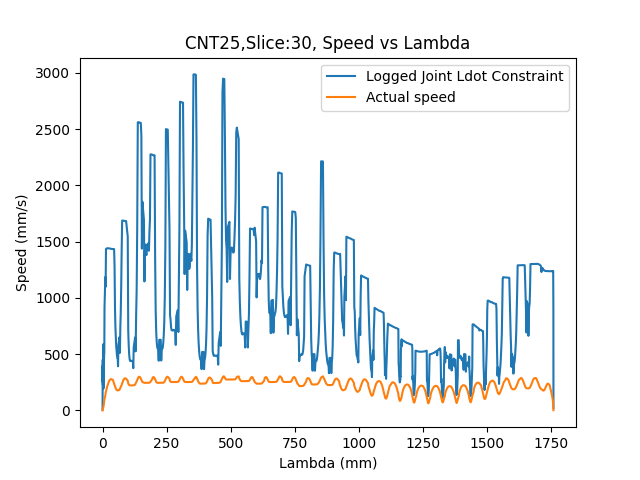 CNT25,Slice:30, Speed vs Lambda
Logged Joint Ldot Constraint
Actual speed
Speed (mm/s)
3000
2500
2000
1500
1000
500
0
0 250 500 750 1000 1250 1500 1750
Lambda (mm)